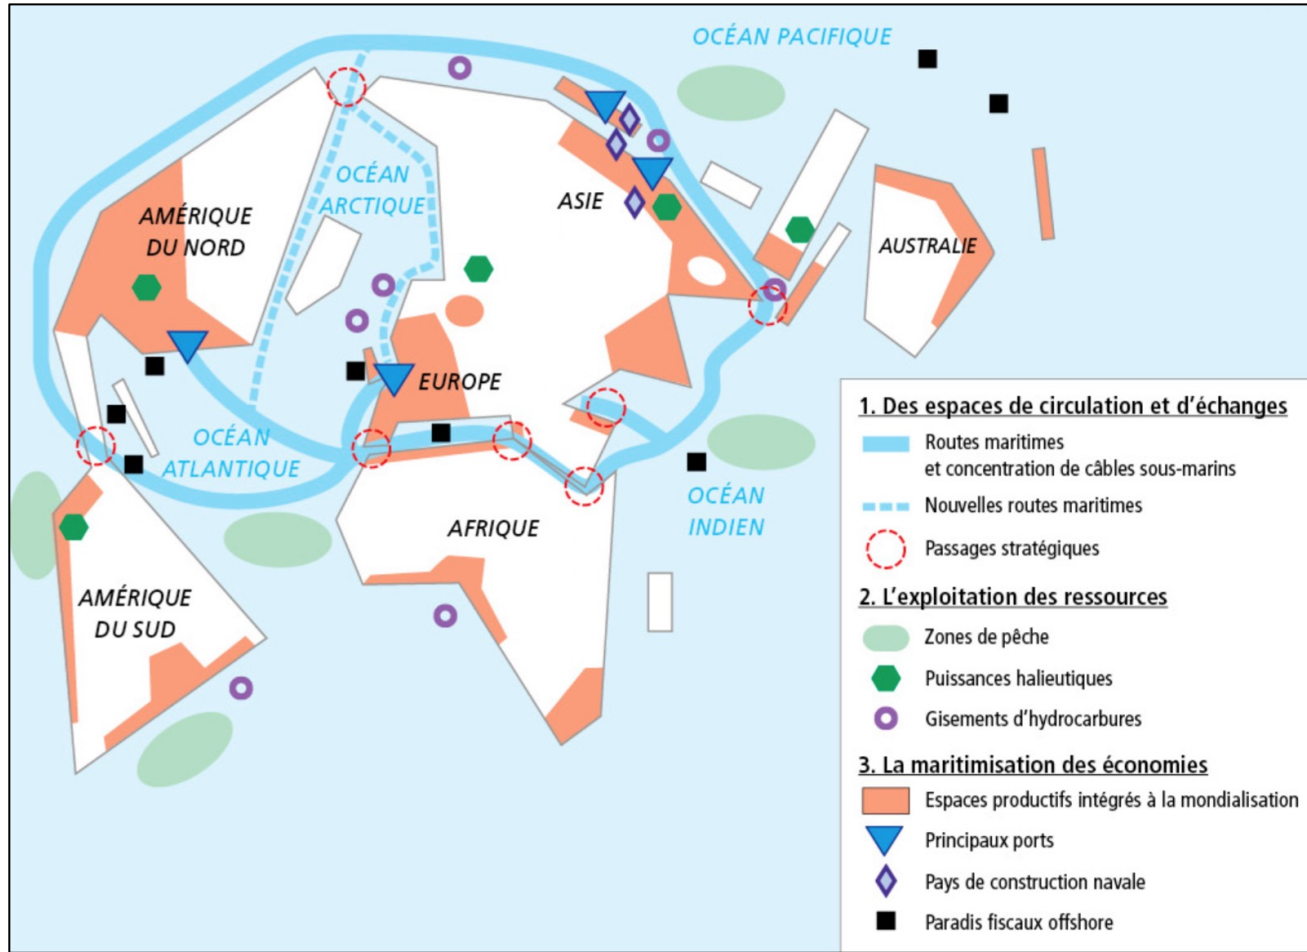 OCÉAN PACIFIQUE
OCÉAN
ARCTIQUE
AMÉRIQUE
DU NORD
ASIE
AUSTRALIE
EUROPE
OCÉAN
ATLANTIQUE
OCÉAN
INDIEN
AFRIQUE
AMÉRIQUE
DU SUD
1. Des espaces de circulation et d'échanges
Routes maritimes
et concentration de câbles sous-marins
Nouvelles routes maritimes
Passages stratégiques
2. L'exploitation des ressources
Zones de pêche
Puissances halieutiques
Gisements d'hydrocarbures
3. La maritimisation des économies
Espaces productifs intégrés à la mondialisation
Principaux ports
Pays de construction navale
Paradis fiscaux offshore